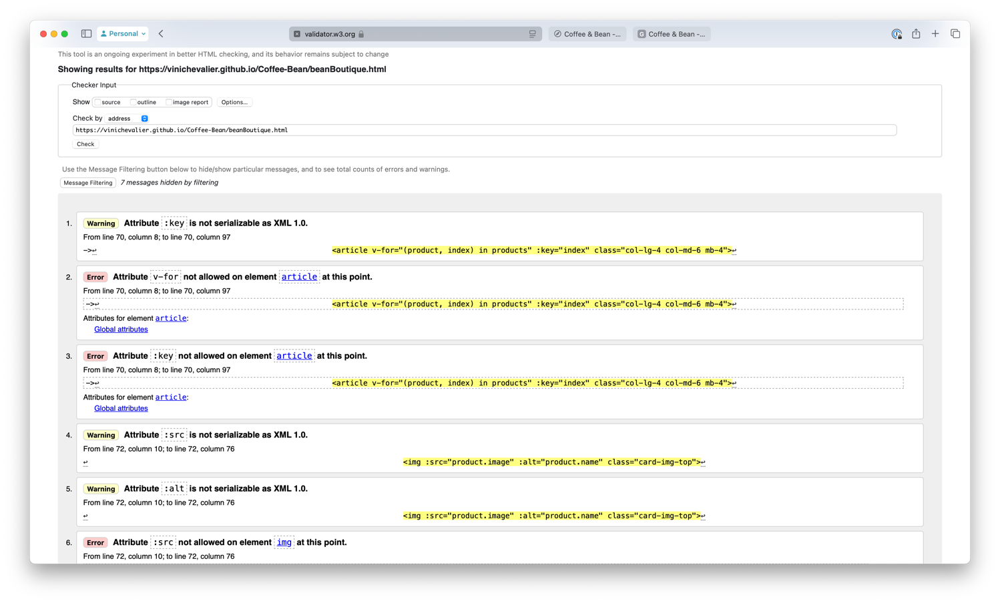 Personal
validator.w3.org
Coffee & Bean -...
G Coffee & Bean -...
This tool is an ongoing experiment in better HTML checking, and its behavior remains subject to change
Showing results for https://vinichevalier.github.io/Coffee-Bean/beanBoutique.html
Checker Input
Show source outline image report Options...
Check by address
https://vinichevalier.github.io/Coffee-Bean/beanBoutique.html
Check
Use the Message Filtering button below to hide/show particular messages, and to see total counts of errors and warnings.
Message Filtering 7 messages hidden by filtering
1. Warning Attribute :key is not serializable as XML 1.0.
From line 70, column 8; to line 70, column 97
-->↩ <article v-for="(product, index) in products" :key="index" class="col-lg-4 col-md-6 mb-4">↩
2. Error Attribute v-for not allowed on element article at this point.
From line 70, column 8; to line 70, column 97
-->↩ <article v-for="(product, index) in products" :key="index" class="col-lg-4 col-md-6 mb-4">↩
Attributes for element article:
Global attributes
3. Error Attribute :key not allowed on element article at this point.
From line 70, column 8; to line 70, column 97
-->↩ <article v-for="(product, index) in products" :key="index" class="col-lg-4 col-md-6 mb-4">↩
Attributes for element article:
Global attributes
4. Warning Attribute :src is not serializable as XML 1.0.
From line 72, column 10; to line 72, column 76
↩ <img :src="product.image" :alt="product.name" class="card-img-top">↩
5. Warning Attribute :alt is not serializable as XML 1.0.
From line 72, column 10; to line 72, column 76
↩ <img :src="product.image" :alt="product.name" class="card-img-top">↩
6. Error Attribute :src not allowed on element img at this point.
From line 72, column 10; to line 72, column 76